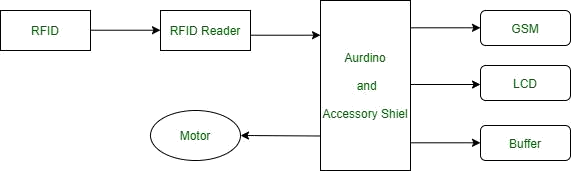 RFID
RFID Reader
Aurdino
and
Accessory Shiel
GSM
LCD
Buffer
Motor